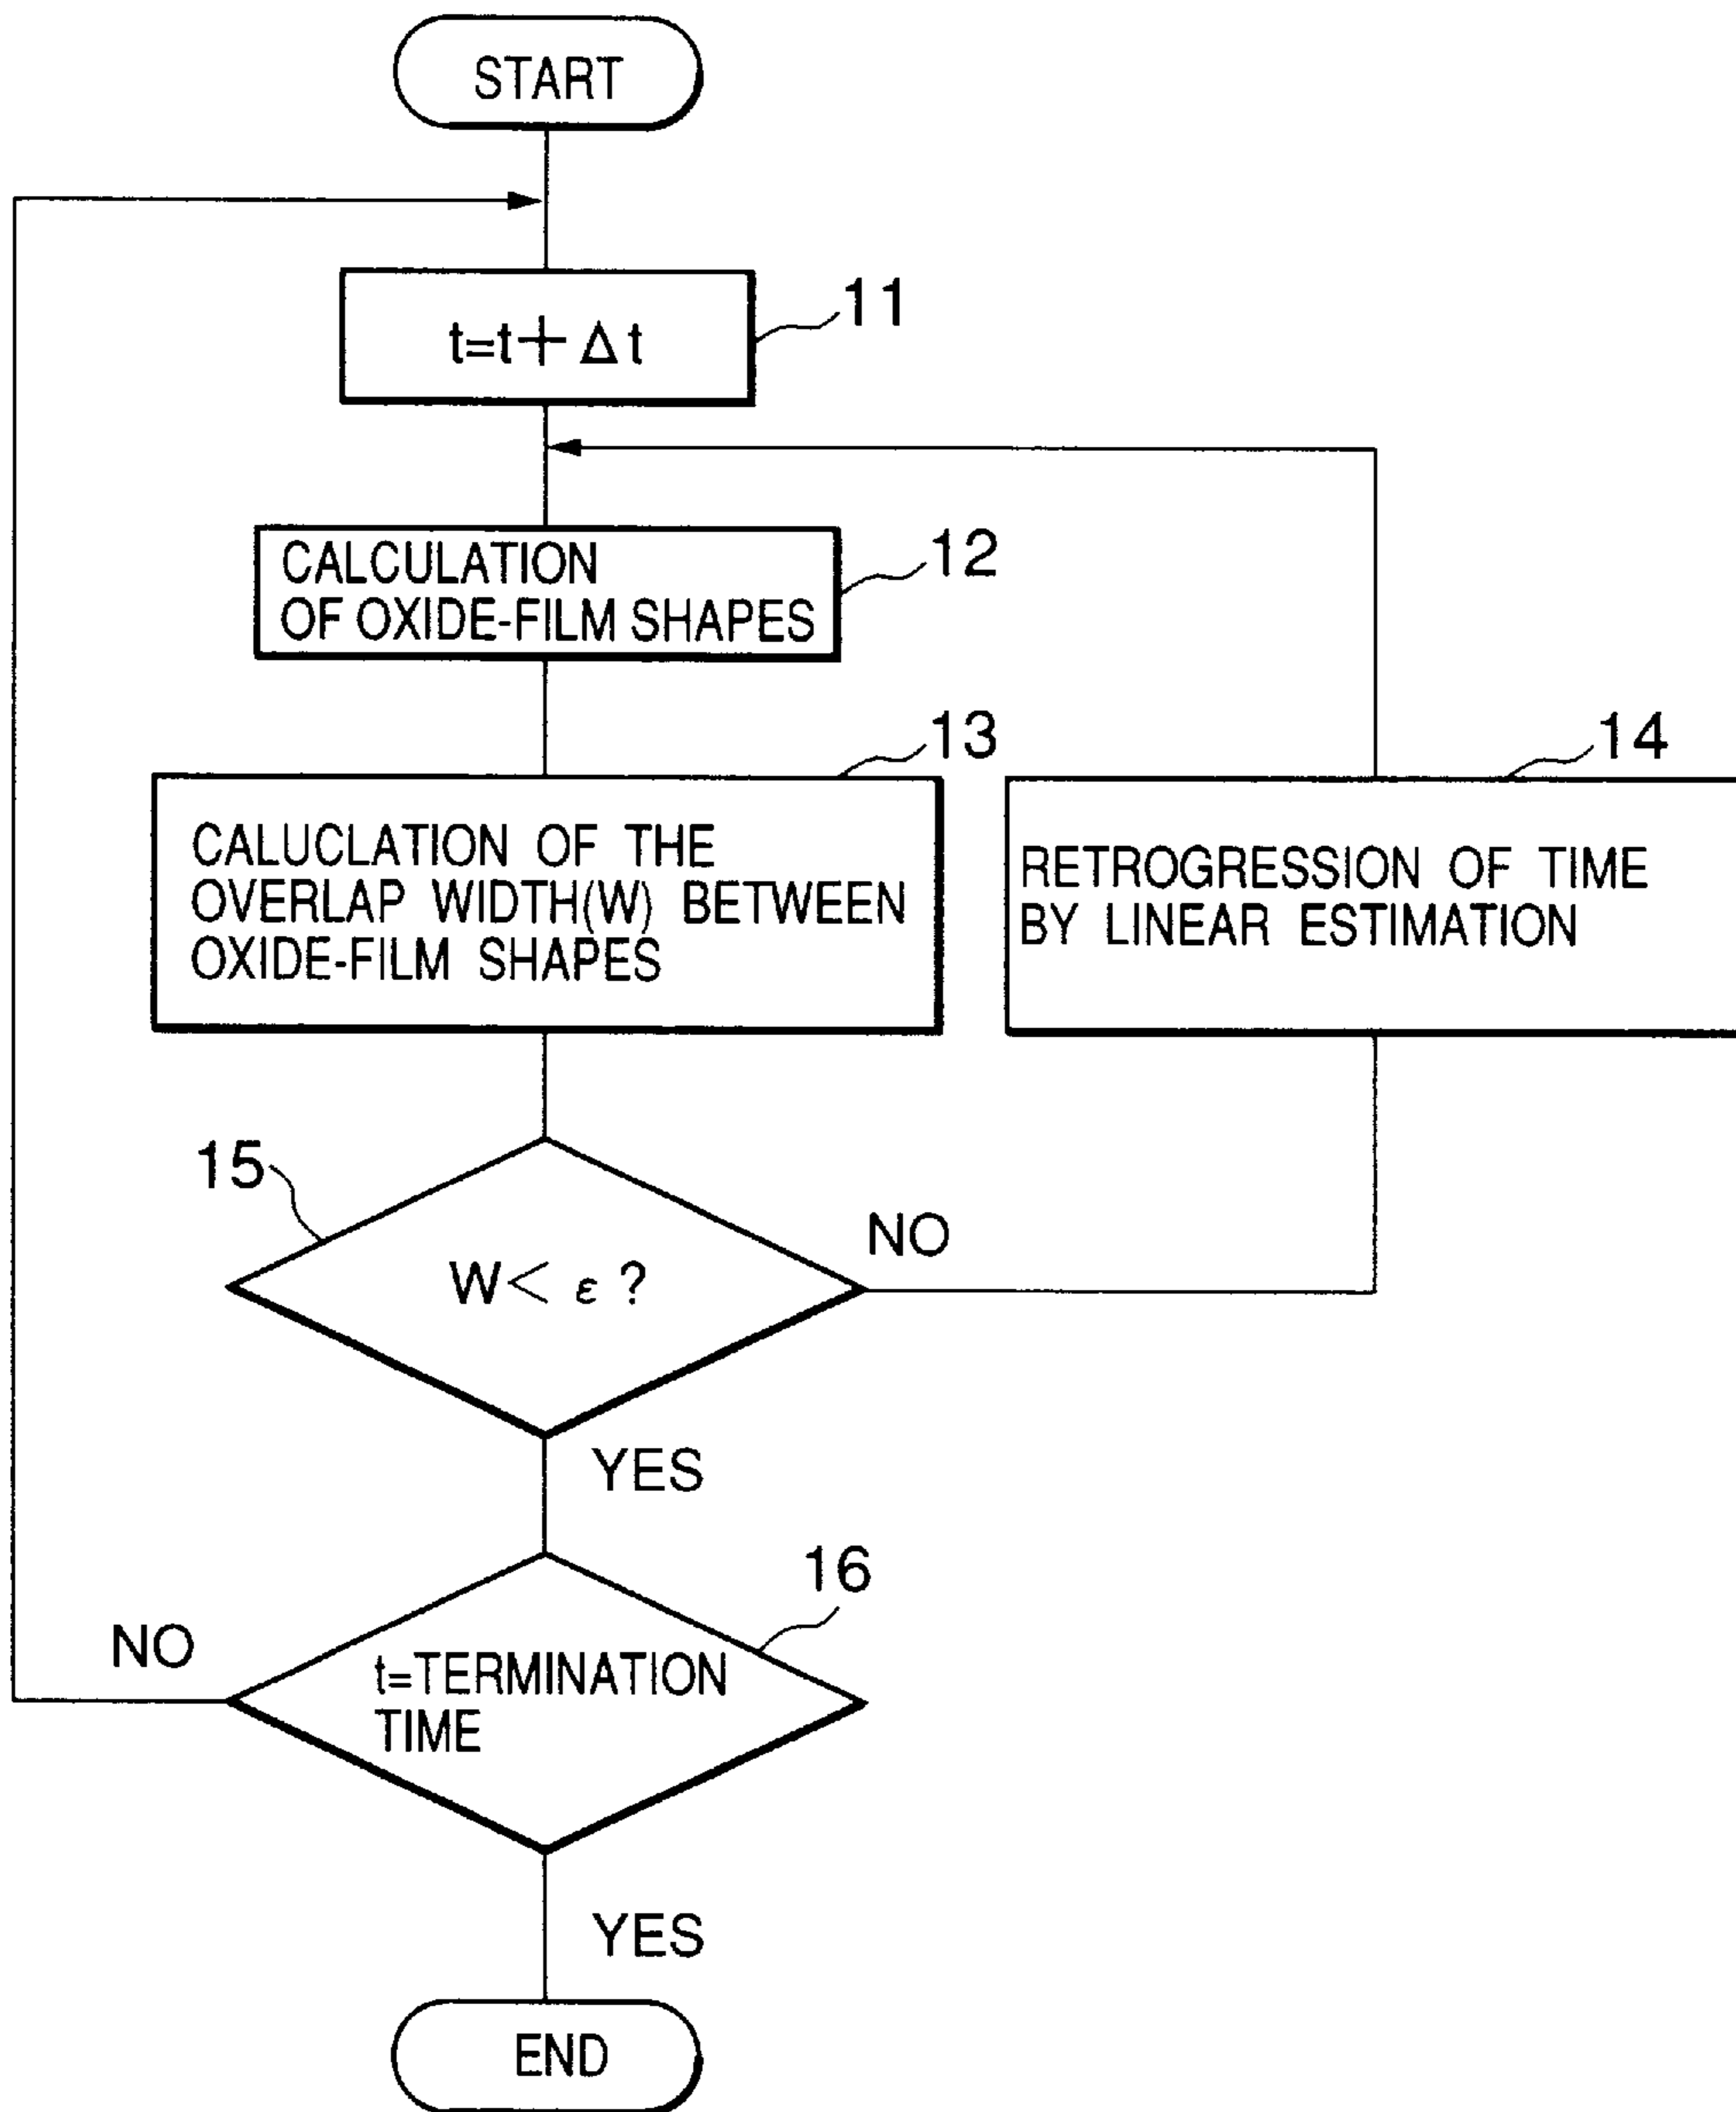 START
t=t+Δt
11
CALCULATION
OF OXIDE-FILM SHAPES
12
13
CALUCLATION OF THE
OVERLAP WIDTH(W) BETWEEN
OXIDE-FILM SHAPES
14
RETROGRESSION OF TIME
BY LINEAR ESTIMATION
15
W< ε ?
NO
YES
16
NO
t=TERMINATION
TIME
YES
END